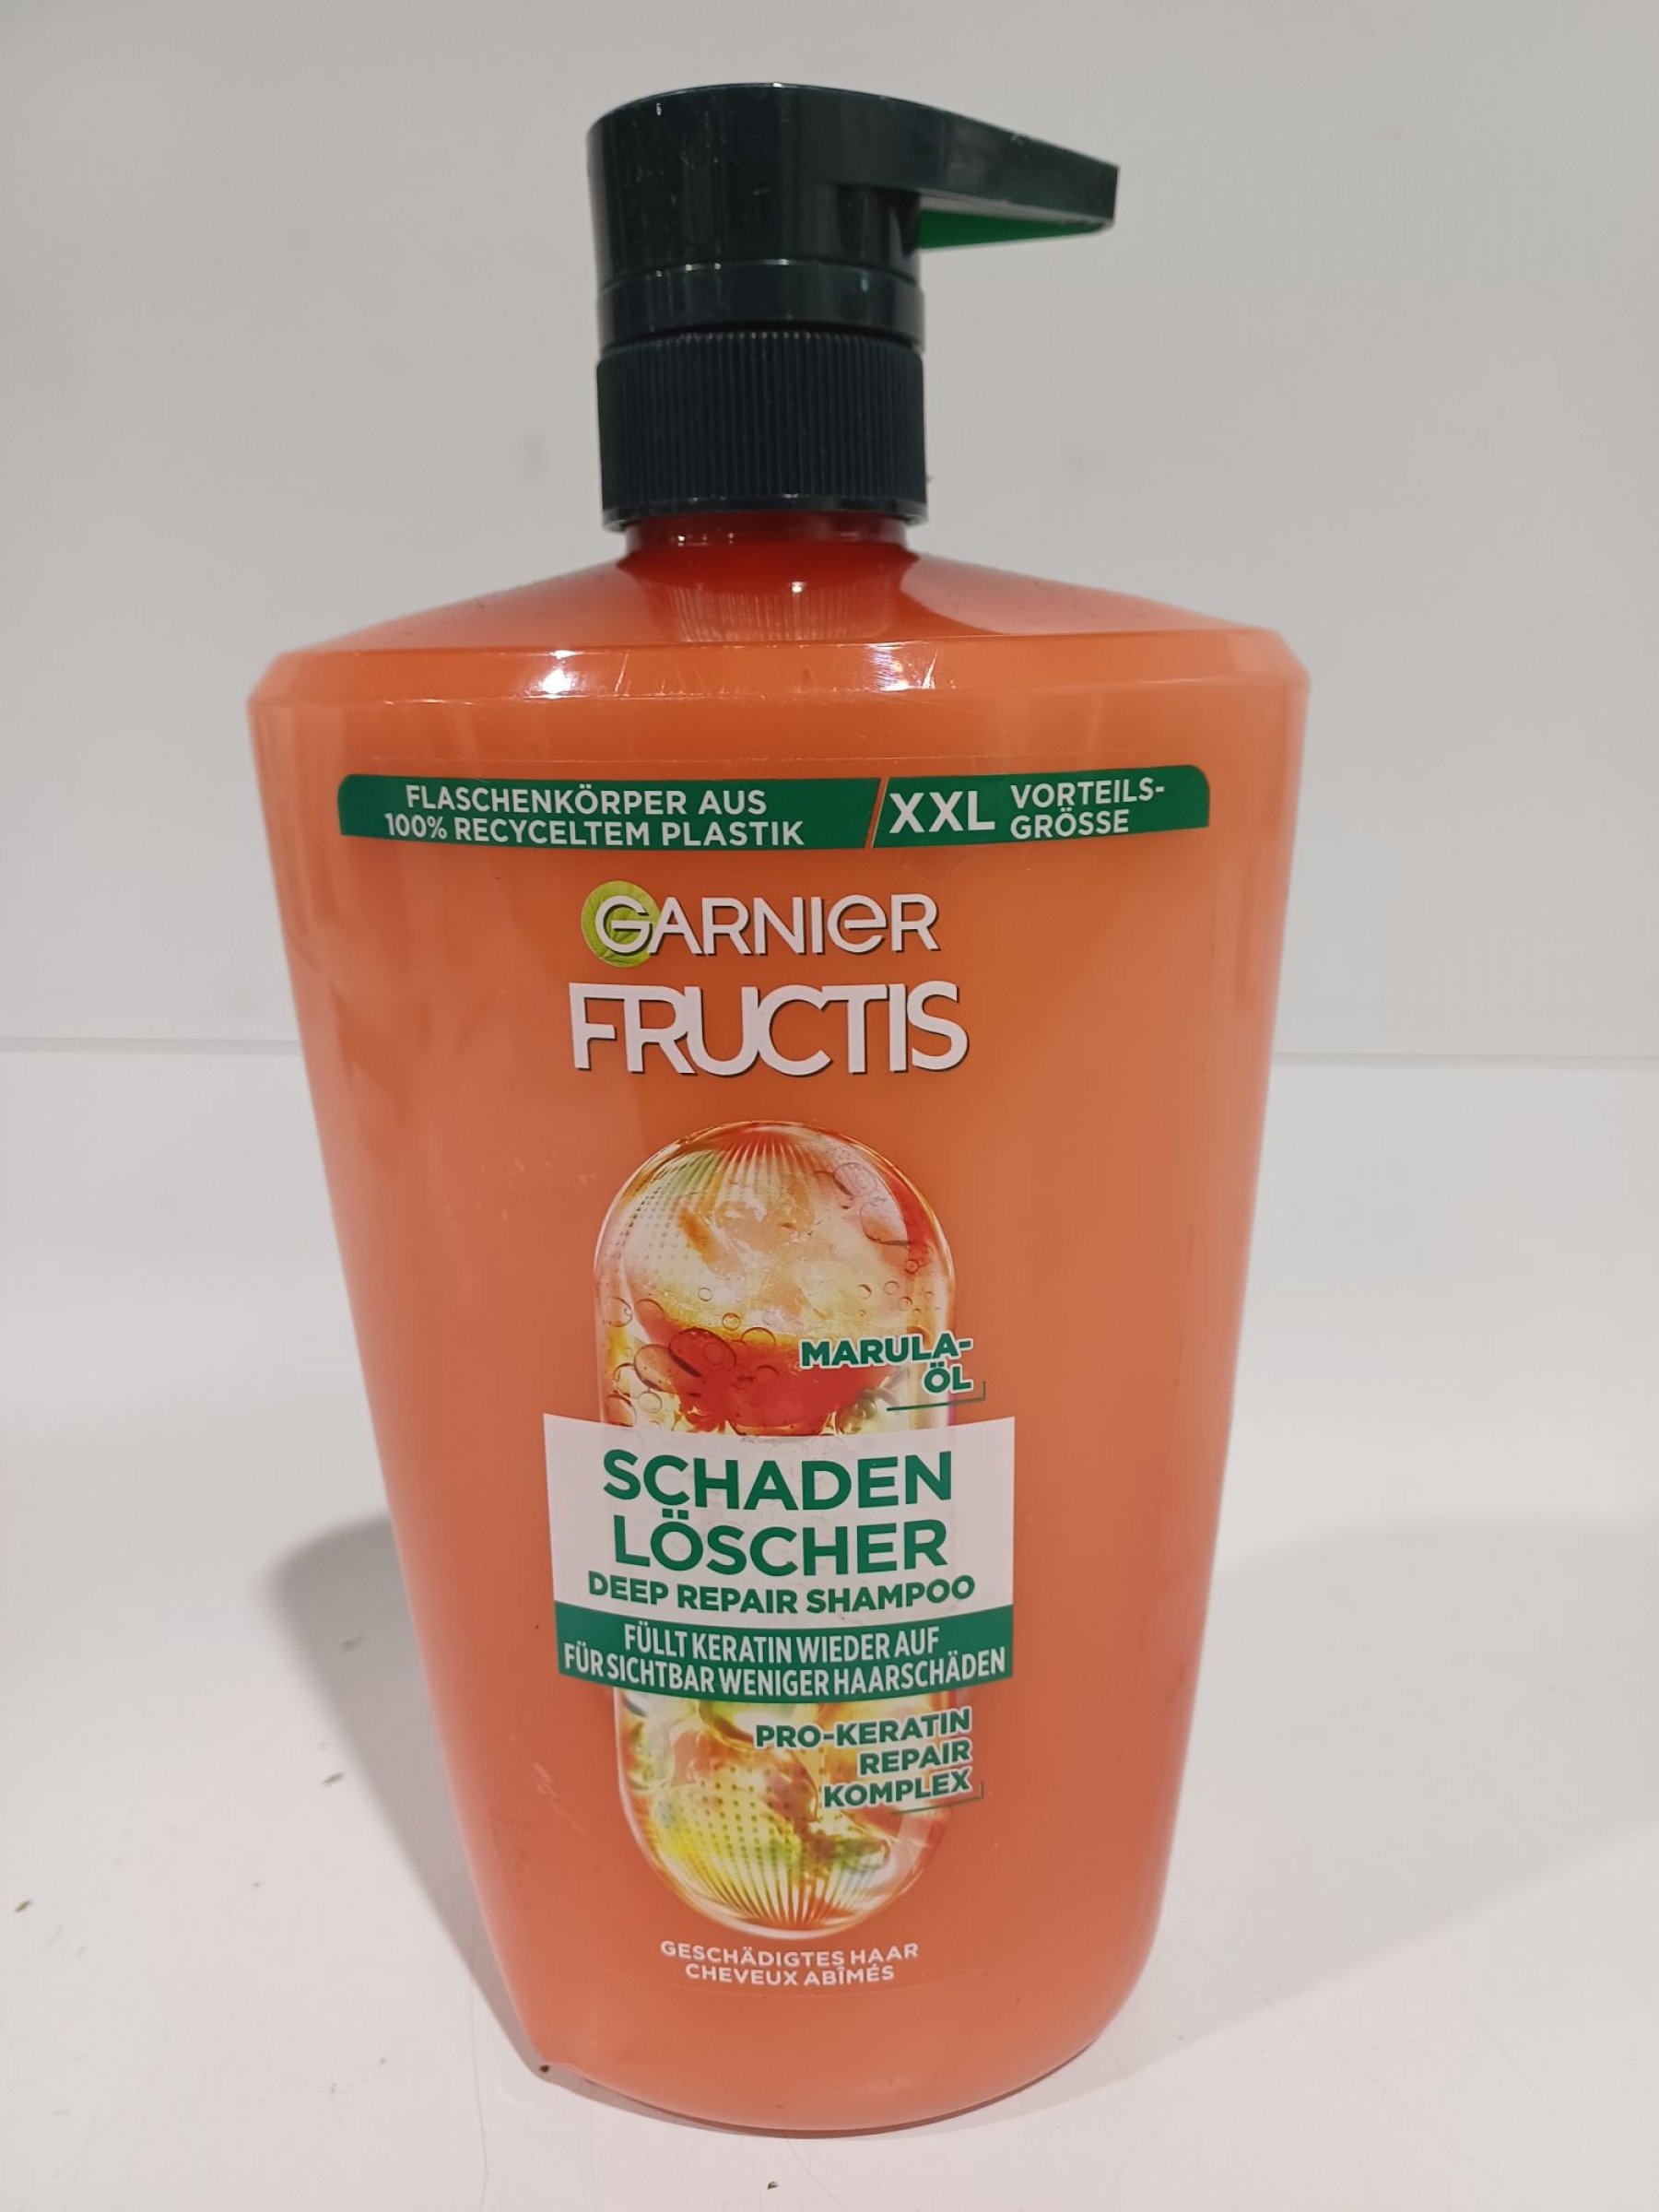 FLASCHENKÖRPER AUS
100% RECYCELTEM PLASTIK
XXL
VORTEILS-
GRÖSSE
GARNIER
FRUCTIS
MARULA-
ÖL
SCHADEN
LÖSCHER
DEEP REPAIR SHAMPOO
FÜLLT KERATIN WIEDER AUF
FÜR SICHTBAR WENIGER HAARSCHÄDEN
PRO-KERATIN
REPAIR
KOMPLEX
GESCHÄDIGTES HAAR
CHEVEUX ABÎMÉS